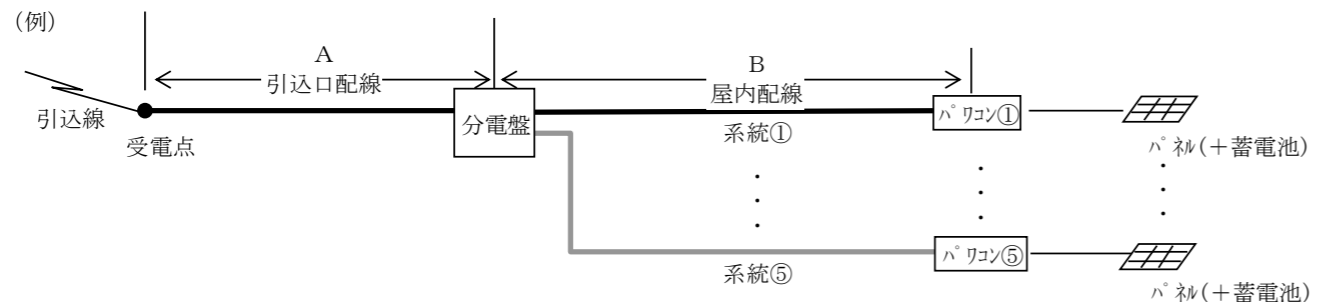 (例)
A
引込口配線
B
屋内配線
引込線
受電点
分電盤
系統①
パワコン①
パネル(+蓄電池)
系統⑤
パワコン⑤
パネル(+蓄電池)